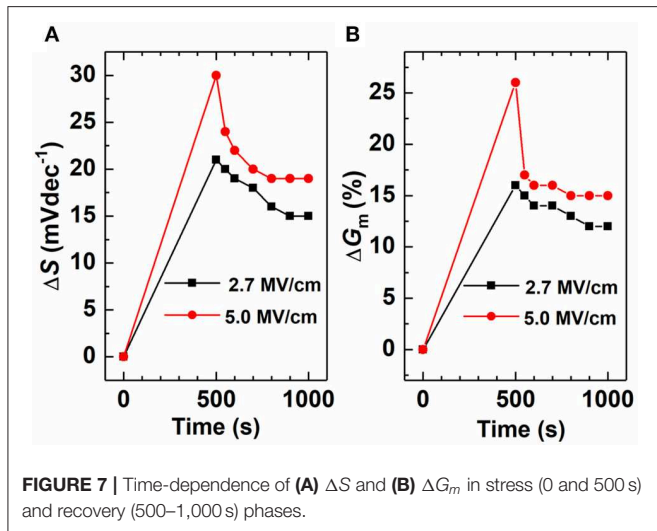 A
B
ΔS (mVdec⁻¹)
30
25
20
15
10
5
0
2.7 MV/cm
5.0 MV/cm
0
500
1000
Time (s)
ΔGₘ (%)
25
20
15
10
5
0
2.7 MV/cm
5.0 MV/cm
0
500
1000
Time (s)
FIGURE 7 | Time-dependence of (A) ΔS and (B) ΔGₘ in stress (0 and 500 s)
and recovery (500–1,000 s) phases.